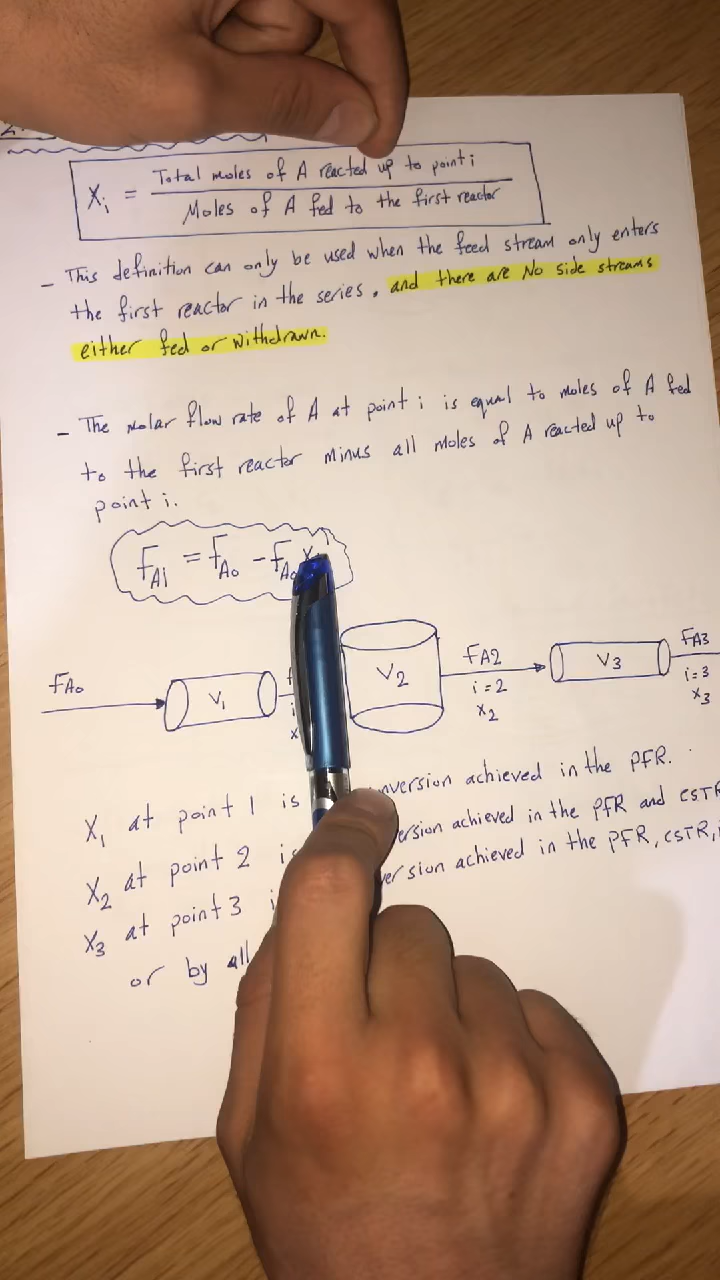 Xi = Total moles of A reacted up to point i
Moles of A fed to the first reactor
- This definition can only be used when the feed stream only enters
the first reactor in the series, and there are No side streams
either fed or withdrawn.
- The molar flow rate of A at point i is equal to moles of A fed
to the first reactor minus all moles of A reacted up to
point i.
FAi = FA0 - FA0 Xi
FA0
V1
V2
FA2
i=2
X2
V3
FA3
i=3
X3
X1 at point 1 is achieved in the PFR.
X2 at point 2 achieved in the PFR and CSTR
X3 at point 3 achieved in the PFR, CSTR,
or by all